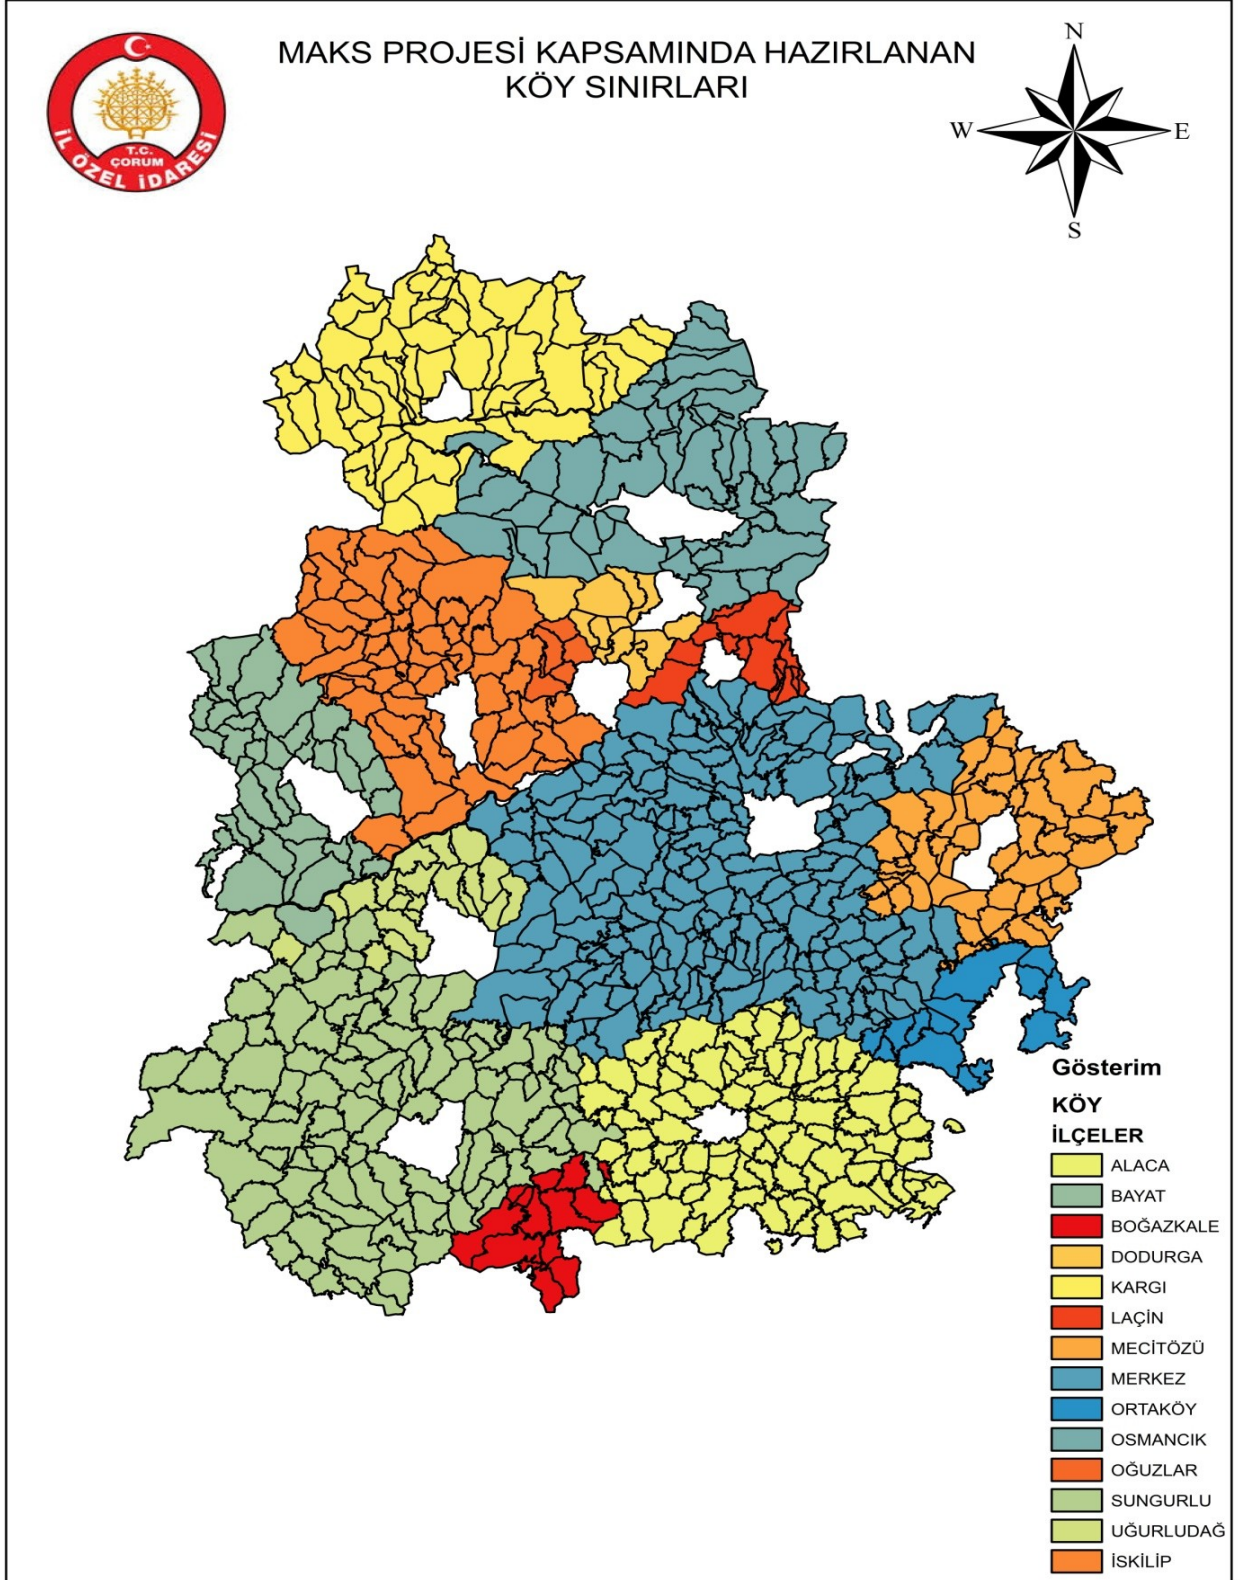 MAKS PROJESİ KAPSAMINDA HAZIRLANAN
KÖY SINIRLARI
T.C.
ÇORUM
İL ÖZEL İDARESİ
N
W
E
S
Gösterim
KÖY
İLÇELER
ALACA
BAYAT
BOĞAZKALE
DODURGA
KARGI
LAÇİN
MECİTÖZÜ
MERKEZ
ORTAKÖY
OSMANCIK
OĞUZLAR
SUNGURLU
UĞURLUDAĞ
İSKİLİP